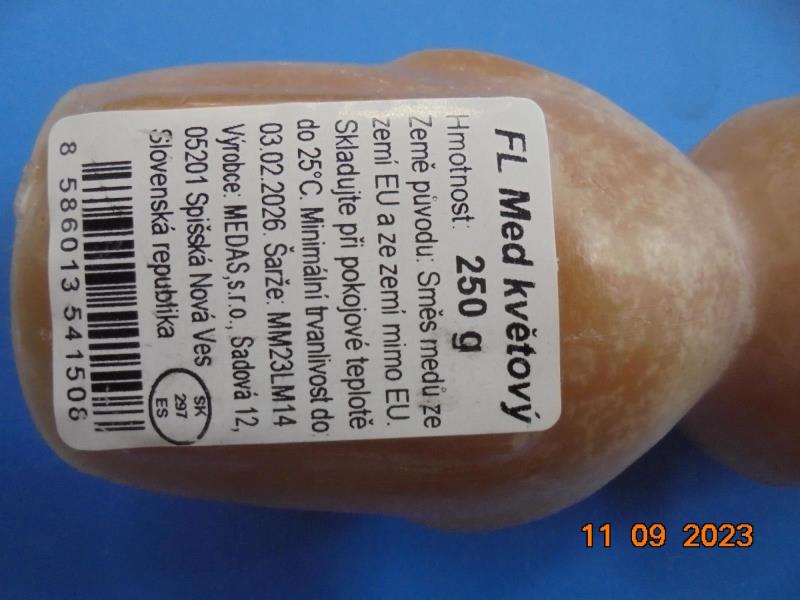 FL Med květový
Hmotnost: 250 g
Země původu: Směs medů ze
zemí EU a ze zemí mimo EU.
Skladujte při pokojové teplotě
do 25°C. Minimální trvanlivost do:
03.02.2026. Šarže: MM23LM14
Výrobce: MEDAS,s.r.o., Sadová 12,
05201 Spišská Nová Ves
Slovenská republika
SK
297
ES
8 586013 541508
11 09 2023